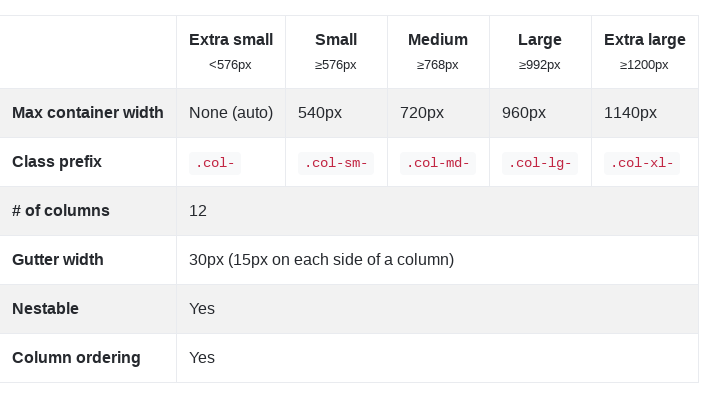 Extra small Small Medium Large Extra large
<576px ≥576px ≥768px ≥992px ≥1200px
Max container width None (auto) 540px 720px 960px 1140px
Class prefix .col- .col-sm- .col-md- .col-lg- .col-xl-
# of columns 12
Gutter width 30px (15px on each side of a column)
Nestable Yes
Column ordering Yes